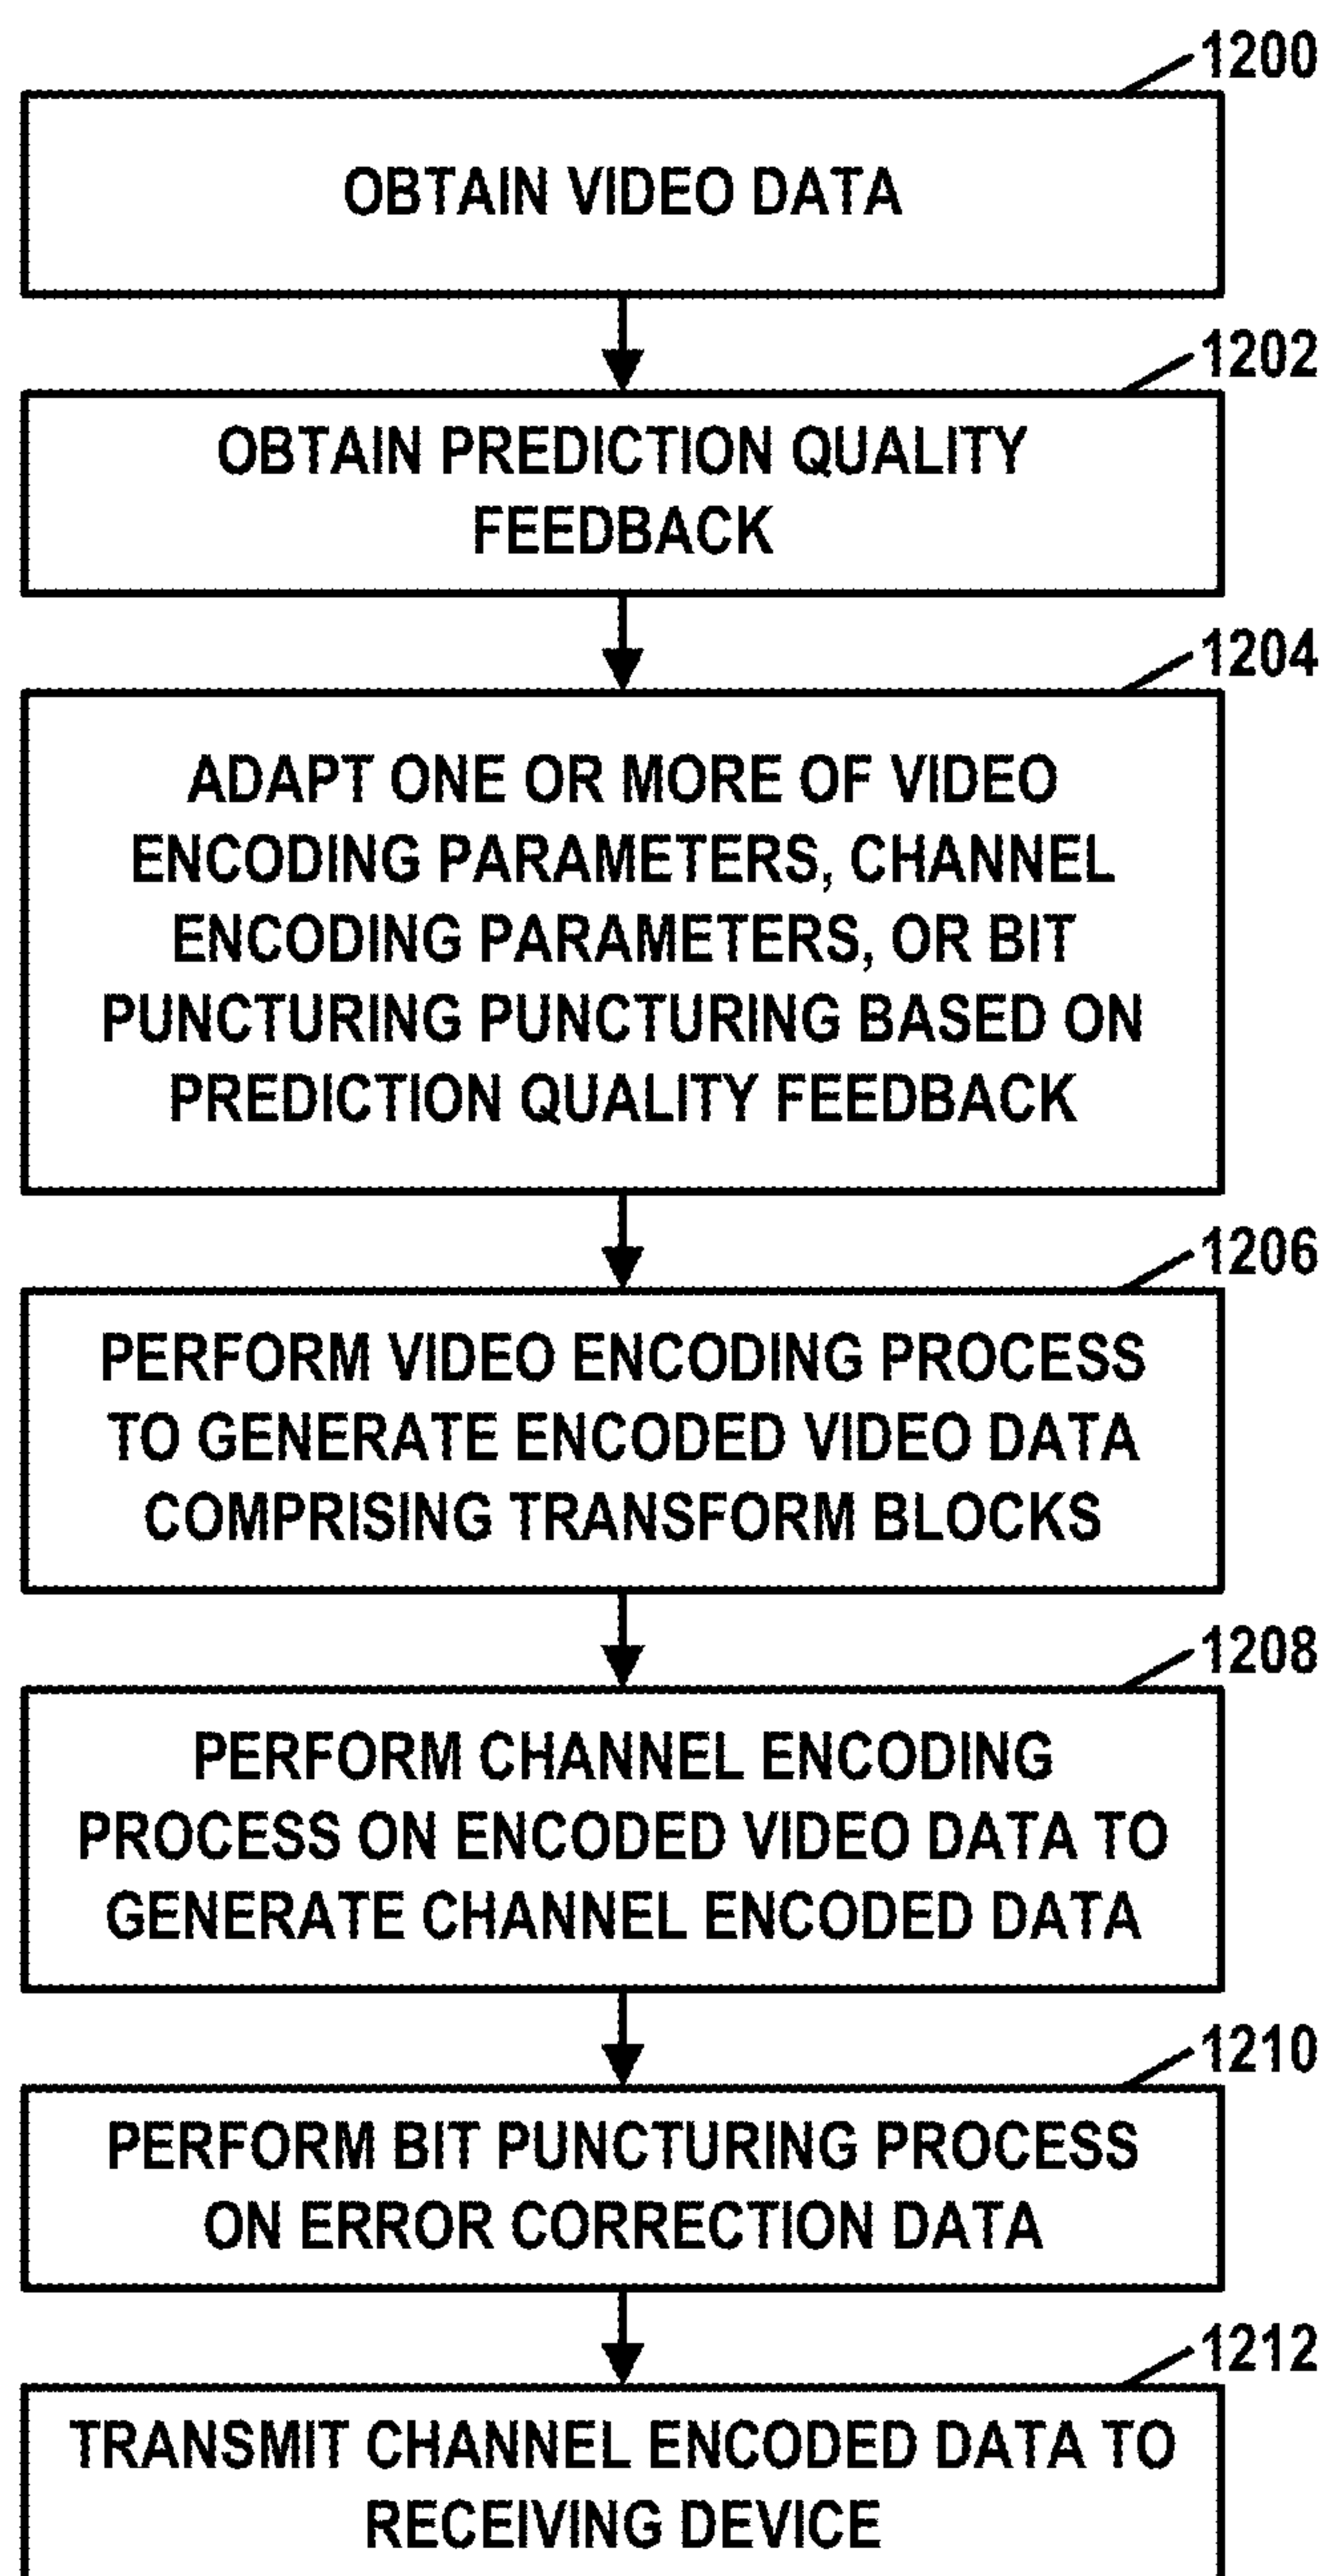 1200
OBTAIN VIDEO DATA
1202
OBTAIN PREDICTION QUALITY
FEEDBACK
1204
ADAPT ONE OR MORE OF VIDEO
ENCODING PARAMETERS, CHANNEL
ENCODING PARAMETERS, OR BIT
PUNCTURING PUNCTURING BASED ON
PREDICTION QUALITY FEEDBACK
1206
PERFORM VIDEO ENCODING PROCESS
TO GENERATE ENCODED VIDEO DATA
COMPRISING TRANSFORM BLOCKS
1208
PERFORM CHANNEL ENCODING
PROCESS ON ENCODED VIDEO DATA TO
GENERATE CHANNEL ENCODED DATA
1210
PERFORM BIT PUNCTURING PROCESS
ON ERROR CORRECTION DATA
1212
TRANSMIT CHANNEL ENCODED DATA TO
RECEIVING DEVICE